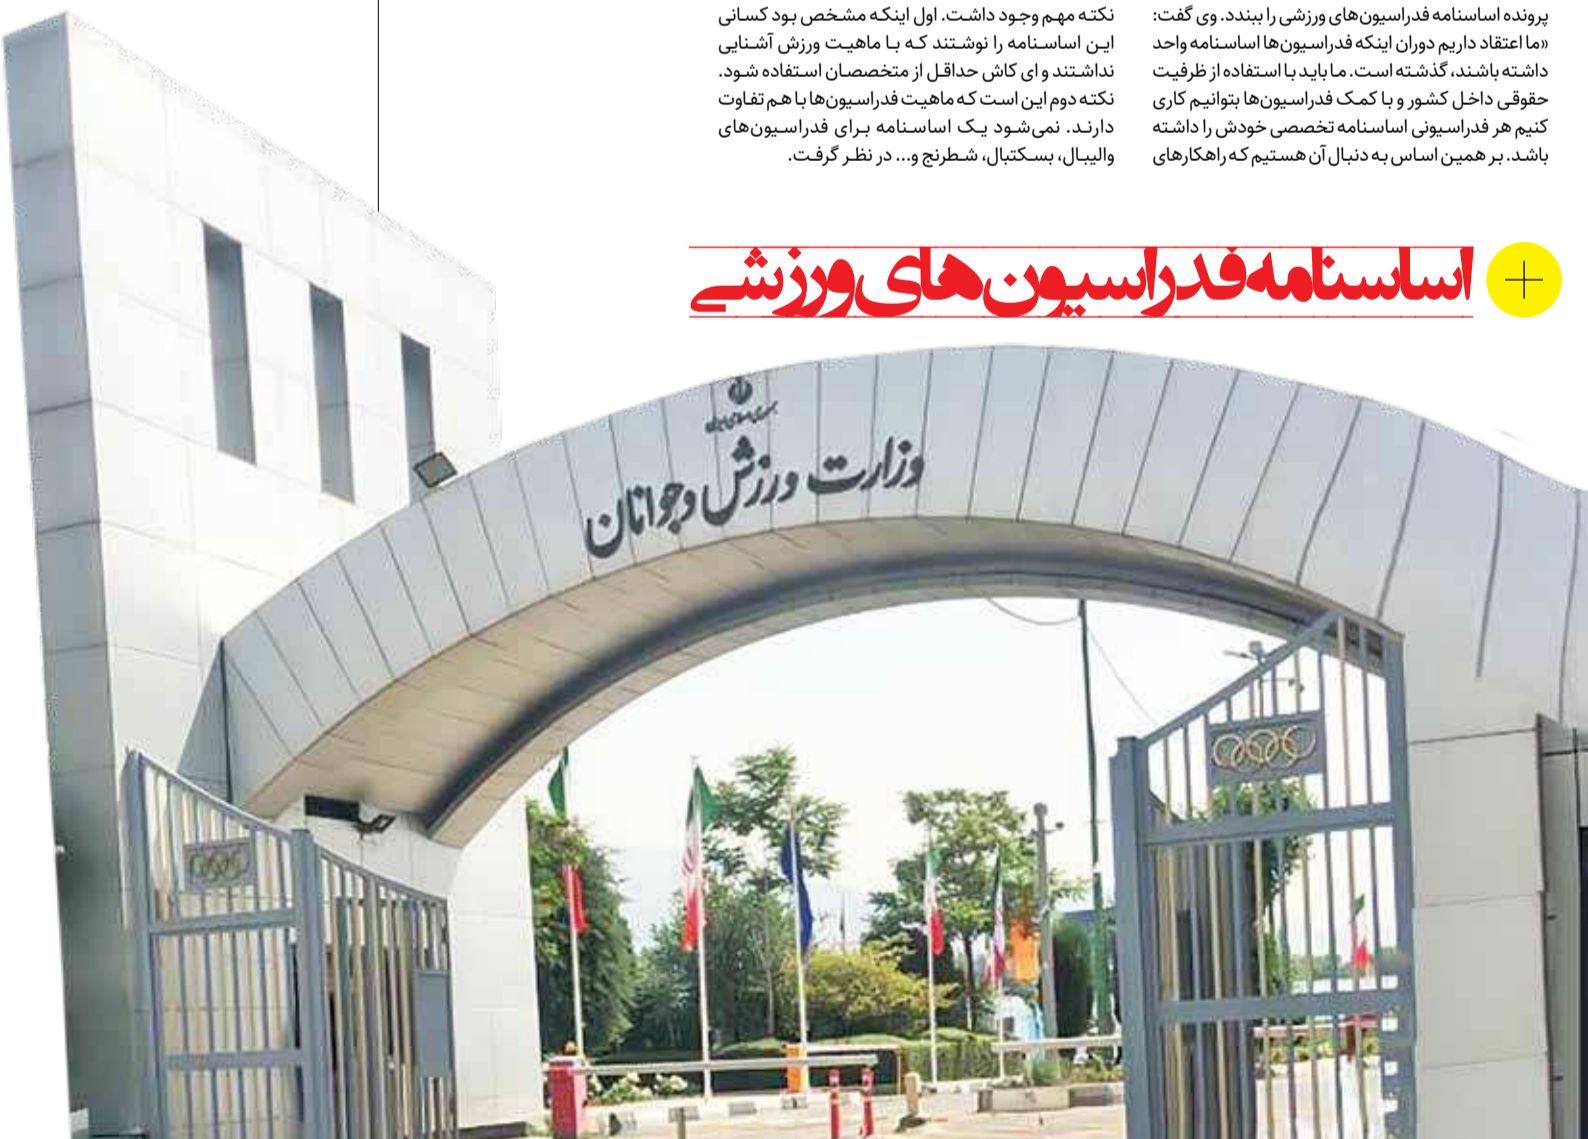 پرونده اساسنامه فدراسیون‌های ورزشی را ببندد. وی گفت:
«ما اعتقاد داریم دوران اینکه فدراسیون‌ها اساسنامه واحد
داشته باشند، گذشته است. ما باید با استفاده از ظرفیت
حقوقی داخل کشور و با کمک فدراسیون‌ها بتوانیم کاری
کنیم هر فدراسیونی اساسنامه تخصصی خودش را داشته
باشد. بر همین اساس به دنبال آن هستیم که راهکارهای
نکته مهم وجود داشت. اول اینکه مشخص بود کسانی
این اساسنامه را نوشتند که با ماهیت ورزش آشنایی
نداشتند و ای کاش حداقل از متخصصان استفاده شود.
نکته دوم این است که ماهیت فدراسیون‌ها با هم تفاوت
دارند. نمی‌شود یک اساسنامه برای فدراسیون‌های
والیبال، بسکتبال، شطرنج و... در نظر گرفت.
اساسنامه فدراسیون‌های ورزشی
جمهوری اسلامی ایران
وزارت ورزش و جوانان